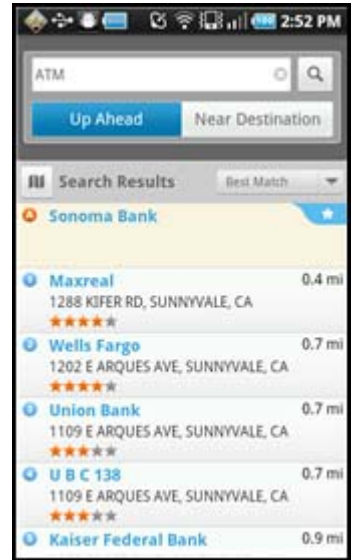 2:52 PM
ATM
Up Ahead Near Destination
Search Results Best Match
Sonoma Bank
Maxreal 0.4 mi
1288 KIFER RD, SUNNYVALE, CA
Wells Fargo 0.7 mi
1202 E ARQUES AVE, SUNNYVALE, CA
Union Bank 0.7 mi
1109 E ARQUES AVE, SUNNYVALE, CA
U B C 138 0.7 mi
1109 E ARQUES AVE, SUNNYVALE, CA
Kaiser Federal Bank 0.9 mi